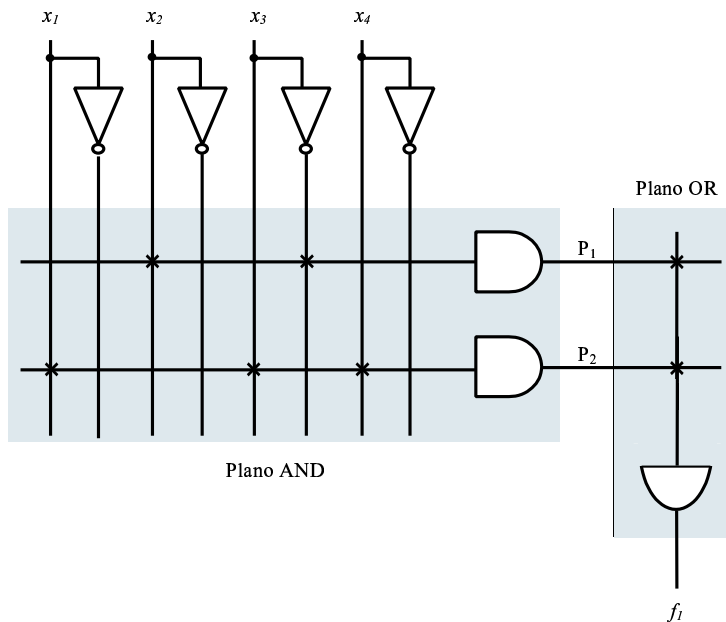 x₁ x₂ x₃ x₄
Plano OR
P₁
P₂
Plano AND
f₁